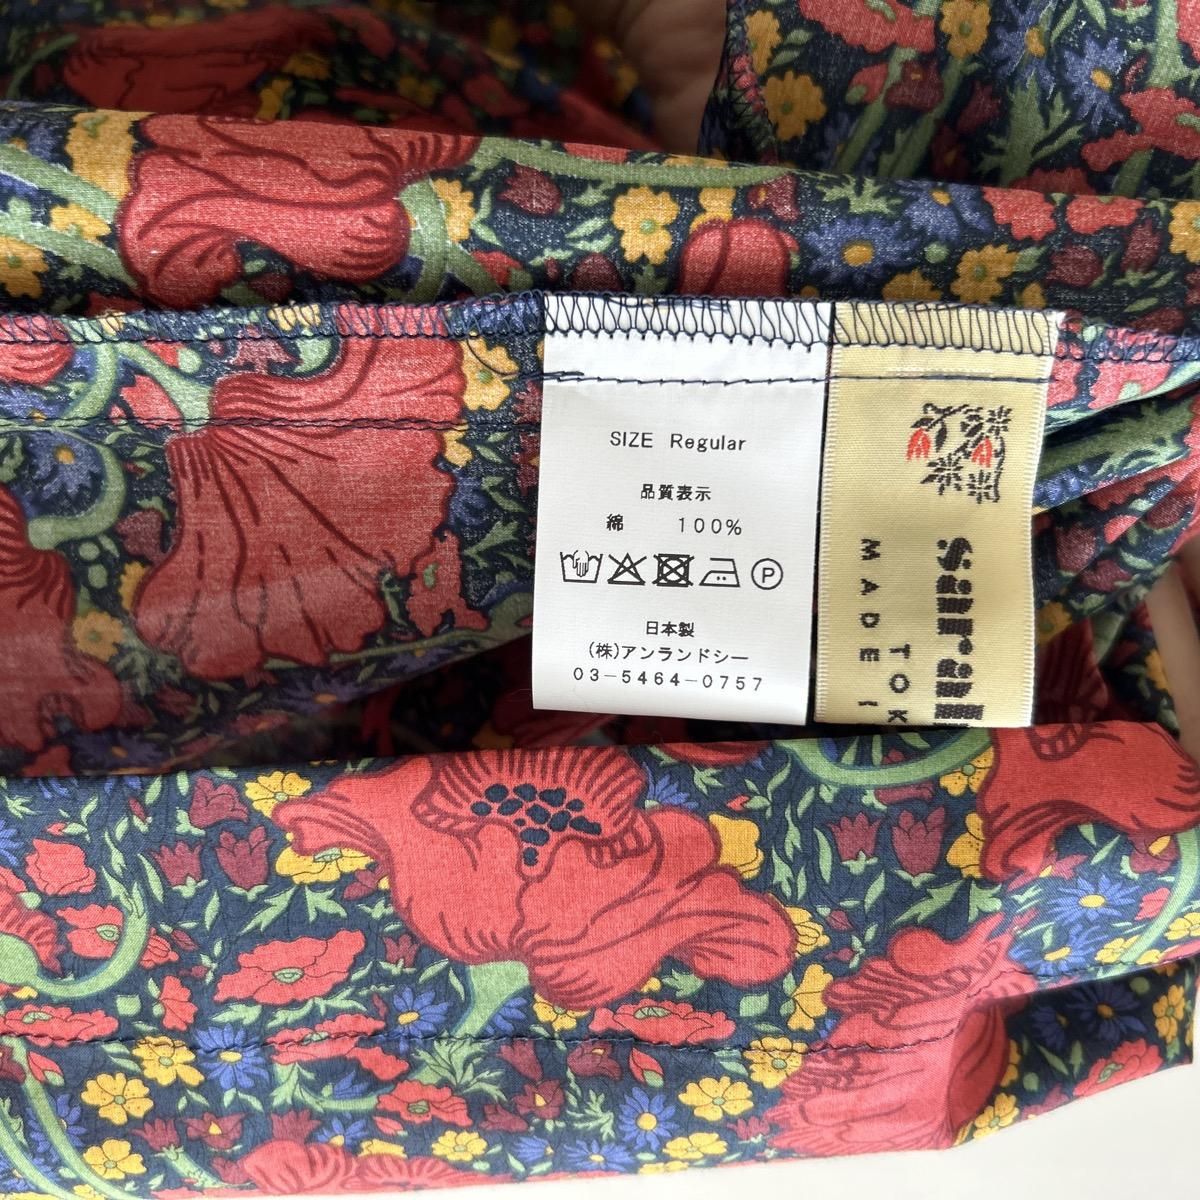 SIZE Regular
品質表示
綿 100%
P
日本製
(株)アンランドシー
03-5464-0757
MADE
TOK